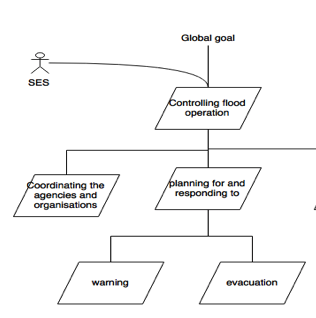 Global goal
SES
Controlling flood
operation
Coordinating the
agencies and
organisations
planning for and
responding to
warning
evacuation